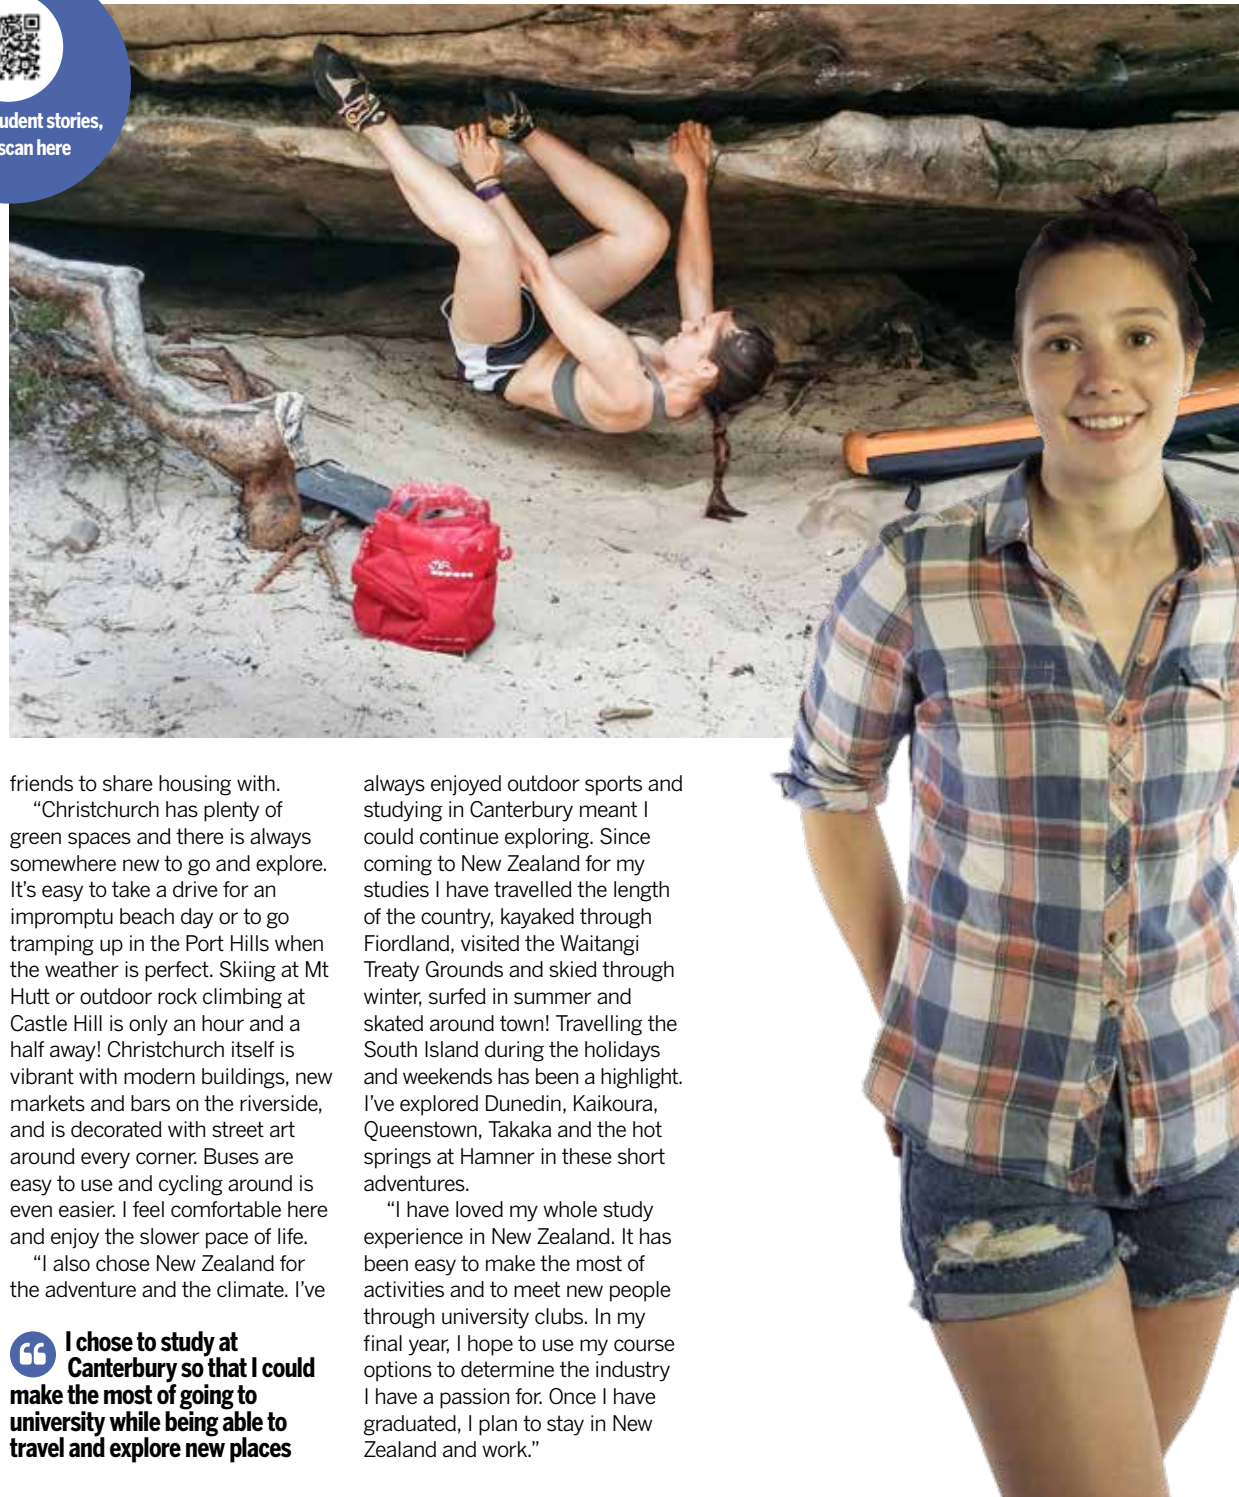 udent stories,
scan here
friends to share housing with.
“Christchurch has plenty of
green spaces and there is always
somewhere new to go and explore.
It’s easy to take a drive for an
impromptu beach day or to go
tramping up in the Port Hills when
the weather is perfect. Skiing at Mt
Hutt or outdoor rock climbing at
Castle Hill is only an hour and a
half away! Christchurch itself is
vibrant with modern buildings, new
markets and bars on the riverside,
and is decorated with street art
around every corner. Buses are
easy to use and cycling around is
even easier. I feel comfortable here
and enjoy the slower pace of life.
“I also chose New Zealand for
the adventure and the climate. I’ve
I chose to study at
Canterbury so that I could
make the most of going to
university while being able to
travel and explore new places
always enjoyed outdoor sports and
studying in Canterbury meant I
could continue exploring. Since
coming to New Zealand for my
studies I have travelled the length
of the country, kayaked through
Fiordland, visited the Waitangi
Treaty Grounds and skied through
winter, surfed in summer and
skated around town! Travelling the
South Island during the holidays
and weekends has been a highlight.
I’ve explored Dunedin, Kaikoura,
Queenstown, Takaka and the hot
springs at Hamner in these short
adventures.
“I have loved my whole study
experience in New Zealand. It has
been easy to make the most of
activities and to meet new people
through university clubs. In my
final year, I hope to use my course
options to determine the industry
I have a passion for. Once I have
graduated, I plan to stay in New
Zealand and work.”